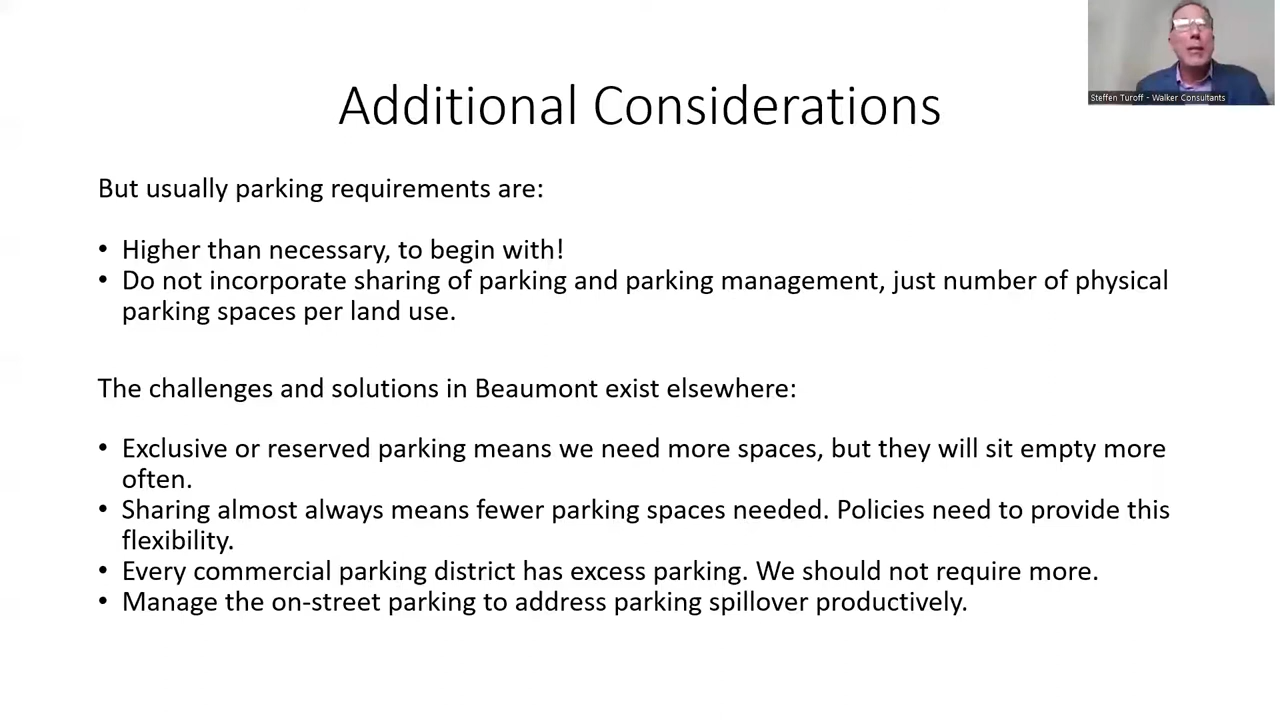 Steffen Turoff - Walker Consultants
Additional Considerations
But usually parking requirements are:
• Higher than necessary, to begin with!
• Do not incorporate sharing of parking and parking management, just number of physical
parking spaces per land use.
The challenges and solutions in Beaumont exist elsewhere:
• Exclusive or reserved parking means we need more spaces, but they will sit empty more
often.
• Sharing almost always means fewer parking spaces needed. Policies need to provide this
flexibility.
• Every commercial parking district has excess parking. We should not require more.
• Manage the on-street parking to address parking spillover productively.